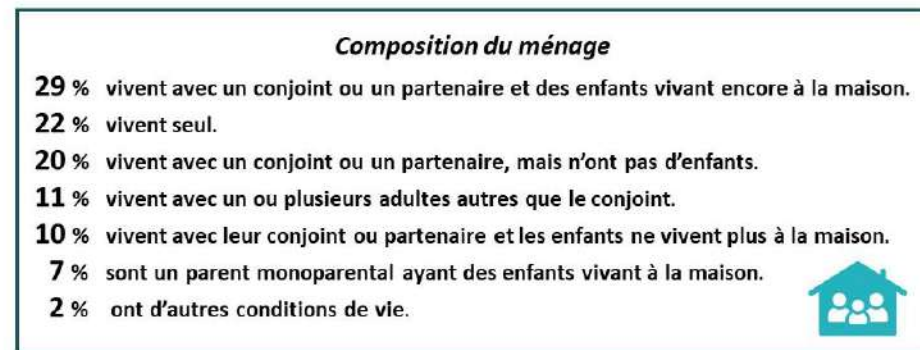 Composition du ménage
29 % vivent avec un conjoint ou un partenaire et des enfants vivant encore à la maison.
22 % vivent seul.
20 % vivent avec un conjoint ou un partenaire, mais n'ont pas d'enfants.
11 % vivent avec un ou plusieurs adultes autres que le conjoint.
10 % vivent avec leur conjoint ou partenaire et les enfants ne vivent plus à la maison.
7 % sont un parent monoparental ayant des enfants vivant à la maison.
2 % ont d'autres conditions de vie.